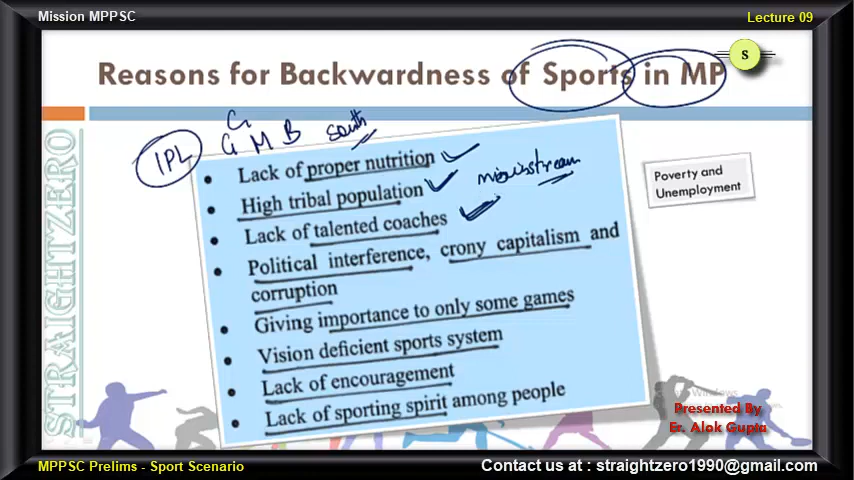 Mission MPPSC
Lecture 09
Reasons for Backwardness of Sports in MP
S
IPL
G M B South
• Lack of proper nutrition
• High tribal population
mainstream
• Lack of talented coaches
• Political interference, crony capitalism and
corruption
• Giving importance to only some games
• Vision deficient sports system
• Lack of encouragement
• Lack of sporting spirit among people
Poverty and
Unemployment
STRAIGHTZERO
Windows
Presented By
Er. Alok Gupta
MPPSC Prelims - Sport Scenario
Contact us at : straightzero1990@gmail.com